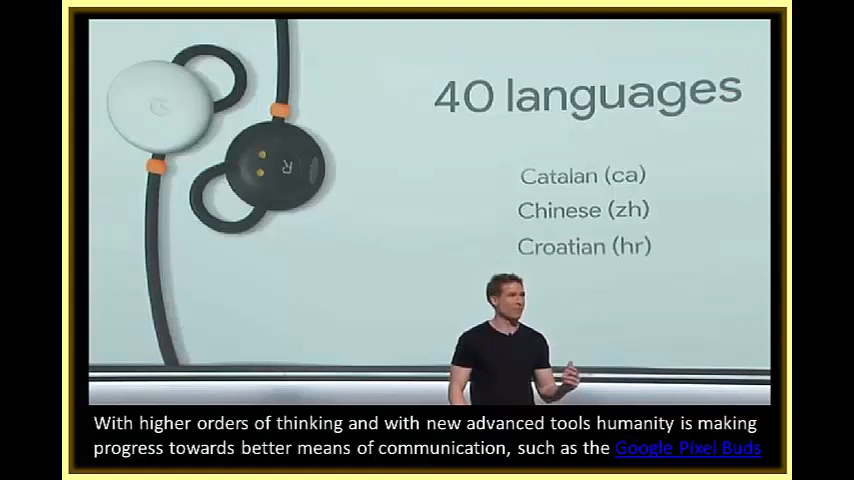 40 languages
Catalan (ca)
Chinese (zh)
Croatian (hr)
R
With higher orders of thinking and with new advanced tools humanity is making
progress towards better means of communication, such as the Google Pixel Buds